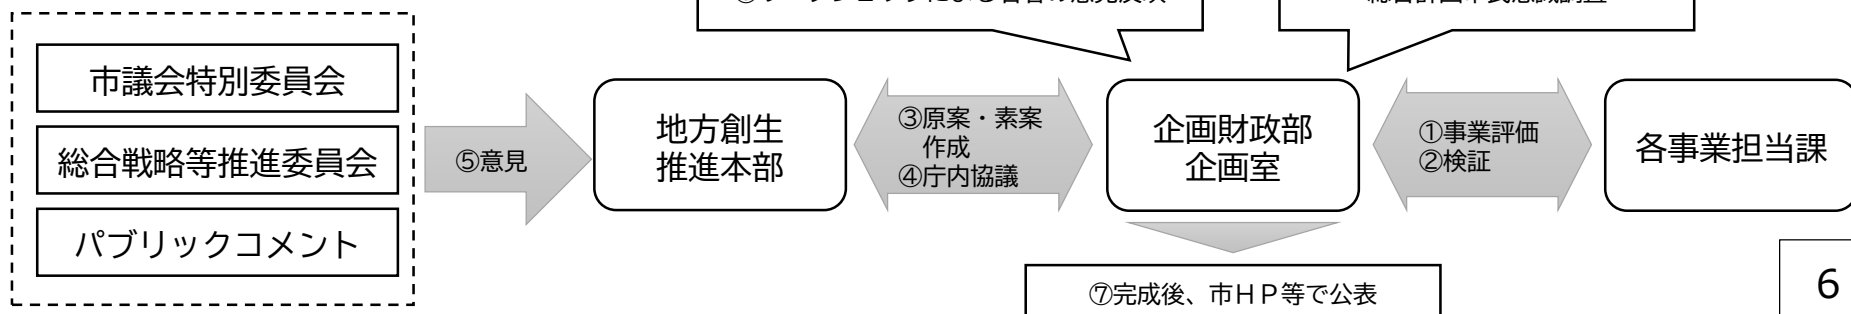 市議会特別委員会
総合戦略等推進委員会
パブリックコメント
⑤意見
地方創生
推進本部
③原案・素案
作成
④庁内協議
企画財政部
企画室
①事業評価
②検証
各事業担当課
⑦完成後、市ＨＰ等で公表
6